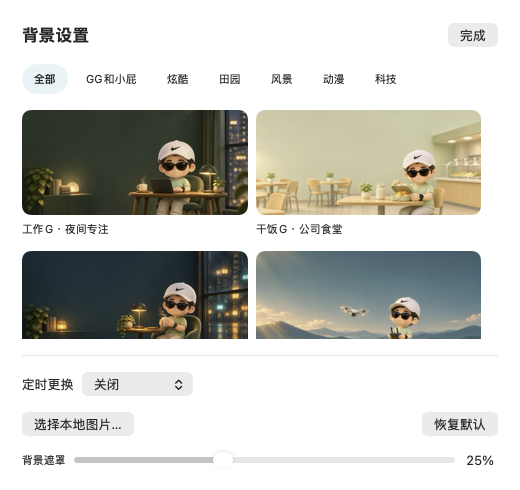 背景设置
完成
全部 GG和小屁 炫酷 田园 风景 动漫 科技
工作G · 夜间专注
干饭G · 公司食堂
定时更换 关闭
选择本地图片... 恢复默认
背景遮罩 25%